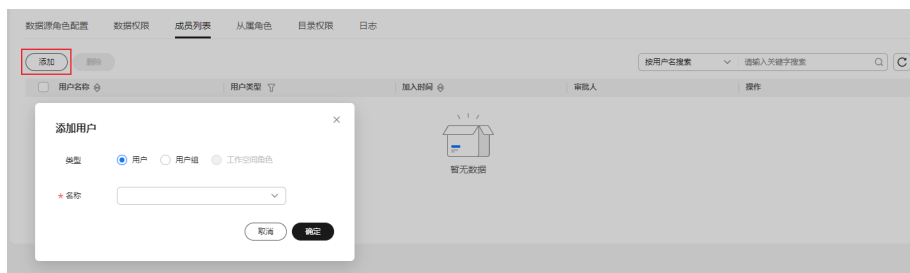 数据源角色配置 数据权限 成员列表 从属角色 目录权限 日志
添加 删除 按用户名搜索 请输入关键字搜索
用户名称 用户类型 加入时间 审批人 操作
添加用户
类型 用户 用户组 工作空间角色
暂无数据
* 名称
取消 确定